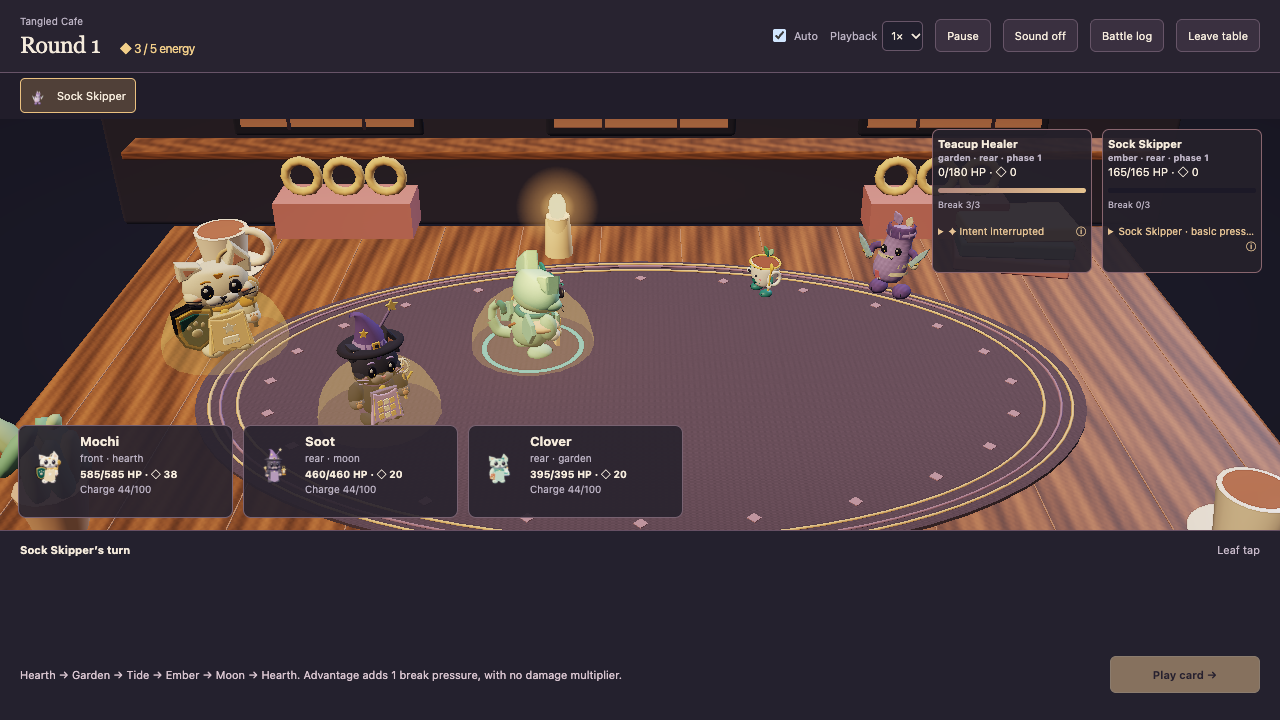 Tangled Cafe
Round 1
◆ 3 / 5 energy
Auto
Playback
1×
Pause
Sound off
Battle log
Leave table
Sock Skipper
Teacup Healer
garden · rear · phase 1
0/180 HP · ◇ 0
Break 3/3
▶ ✦ Intent interrupted ⓘ
Sock Skipper
ember · rear · phase 1
165/165 HP · ◇ 0
Break 0/3
▶ Sock Skipper · basic press... ⓘ
Mochi
front · hearth
585/585 HP · ◇ 38
Charge 44/100
Soot
rear · moon
460/460 HP · ◇ 20
Charge 44/100
Clover
rear · garden
395/395 HP · ◇ 20
Charge 44/100
Sock Skipper's turn
Leaf tap
Hearth → Garden → Tide → Ember → Moon → Hearth. Advantage adds 1 break pressure, with no damage multiplier.
Play card →